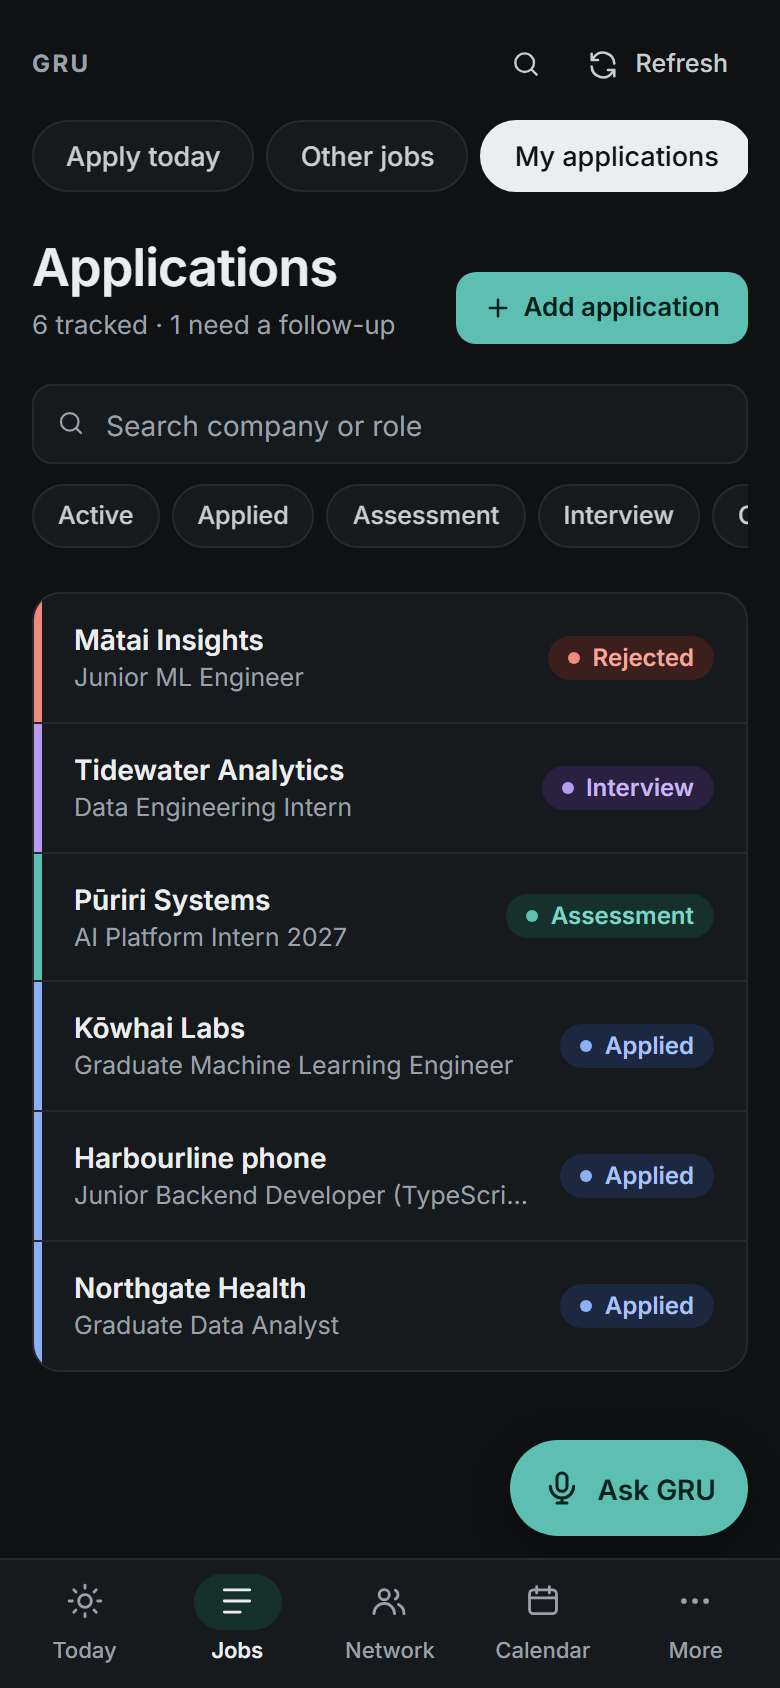 GRU
Refresh
Apply today
Other jobs
My applications
Applications
6 tracked · 1 need a follow-up
+ Add application
Search company or role
Active
Applied
Assessment
Interview
Mātai Insights
Junior ML Engineer
Rejected
Tidewater Analytics
Data Engineering Intern
Interview
Pūriri Systems
AI Platform Intern 2027
Assessment
Kōwhai Labs
Graduate Machine Learning Engineer
Applied
Harbourline phone
Junior Backend Developer (TypeScri...
Applied
Northgate Health
Graduate Data Analyst
Applied
Ask GRU
Today
Jobs
Network
Calendar
More